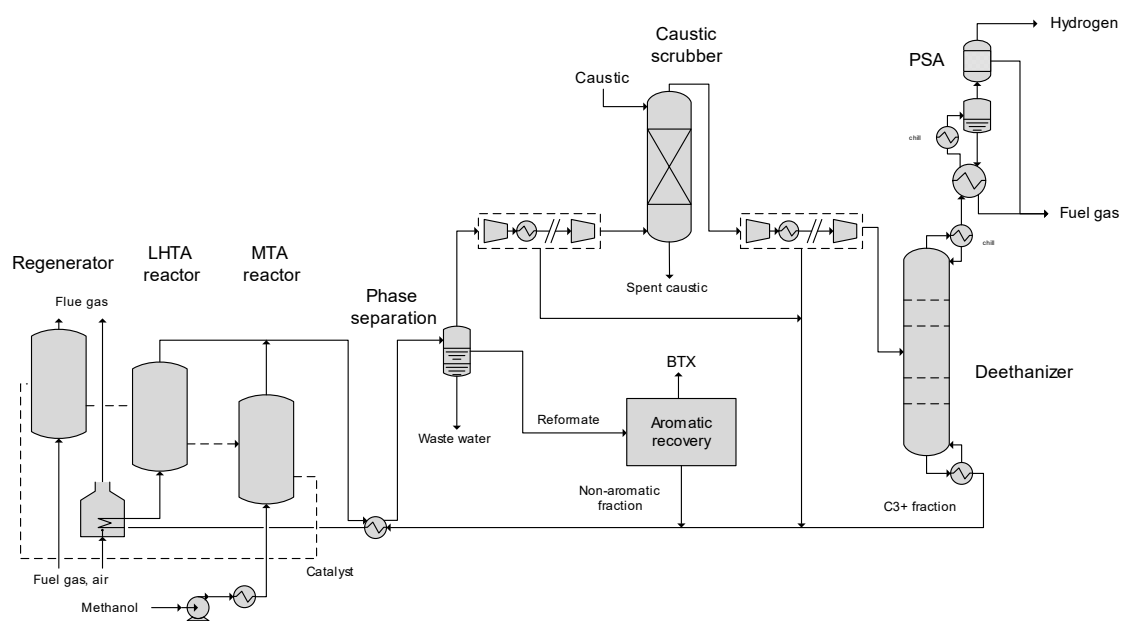 Hydrogen
Caustic
scrubber
PSA
Caustic
chill
Fuel gas
chill
Regenerator
LHTA
reactor
MTA
reactor
Spent caustic
Flue gas
Phase
separation
BTX
Deethanizer
Reformate
Aromatic
recovery
Waste water
Non-aromatic
fraction
C3+ fraction
Catalyst
Fuel gas, air
Methanol